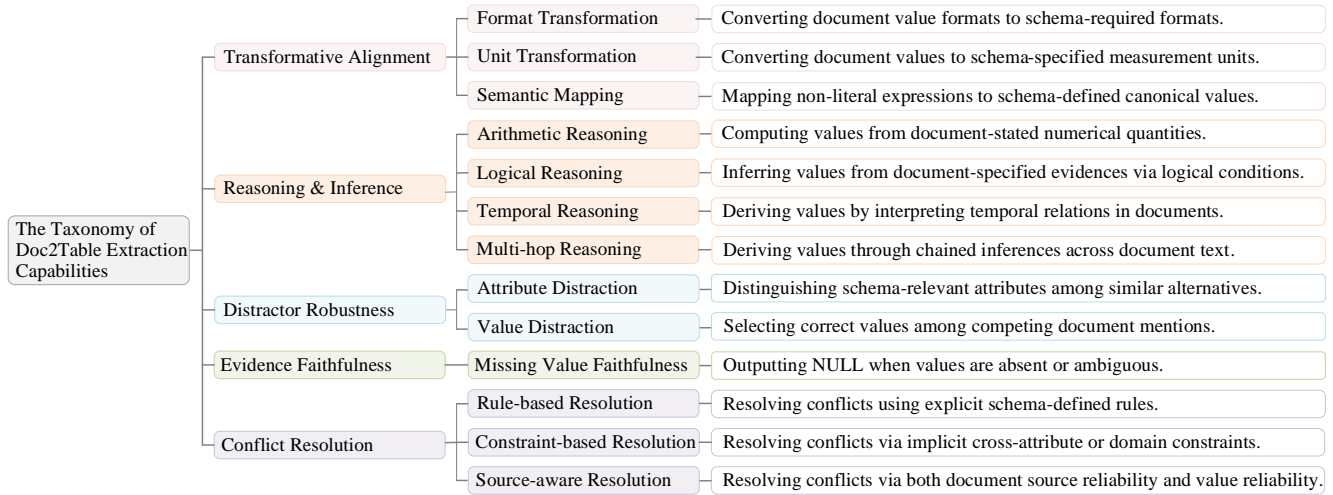 The Taxonomy of
Doc2Table Extraction
Capabilities
Transformative Alignment
Format Transformation
Converting document value formats to schema-required formats.
Unit Transformation
Converting document values to schema-specified measurement units.
Semantic Mapping
Mapping non-literal expressions to schema-defined canonical values.
Reasoning & Inference
Arithmetic Reasoning
Computing values from document-stated numerical quantities.
Logical Reasoning
Inferring values from document-specified evidences via logical conditions.
Temporal Reasoning
Deriving values by interpreting temporal relations in documents.
Multi-hop Reasoning
Deriving values through chained inferences across document text.
Distractor Robustness
Attribute Distraction
Distinguishing schema-relevant attributes among similar alternatives.
Value Distraction
Selecting correct values among competing document mentions.
Evidence Faithfulness
Missing Value Faithfulness
Outputting NULL when values are absent or ambiguous.
Conflict Resolution
Rule-based Resolution
Resolving conflicts using explicit schema-defined rules.
Constraint-based Resolution
Resolving conflicts via implicit cross-attribute or domain constraints.
Source-aware Resolution
Resolving conflicts via both document source reliability and value reliability.